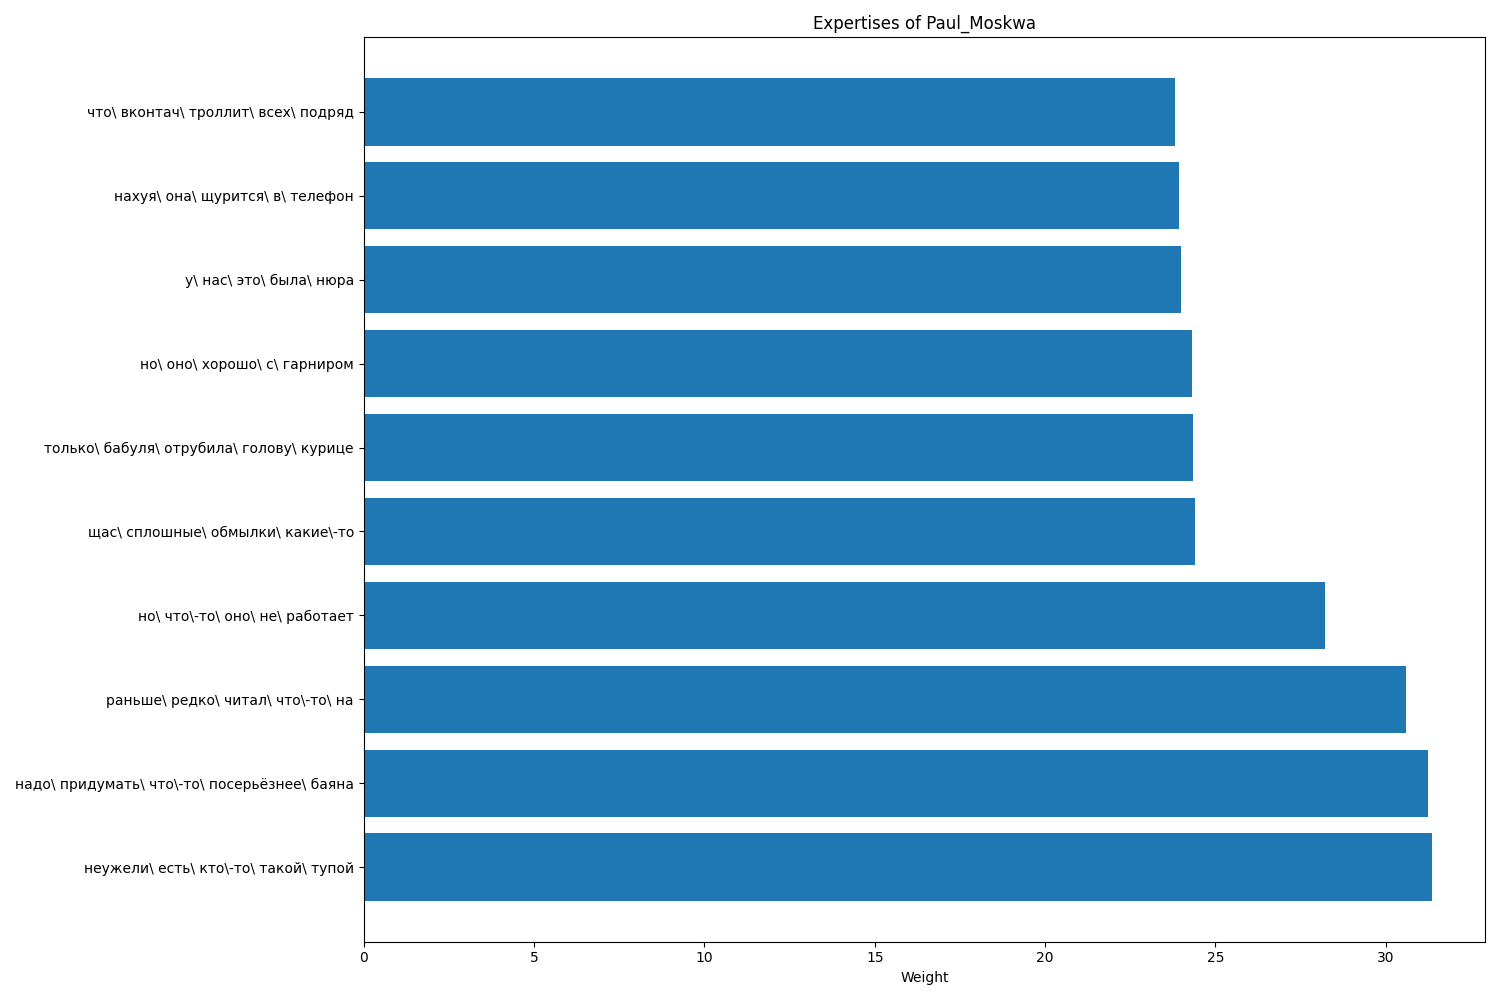 Expertises of Paul_Moskwa
что\ вконтач\ троллит\ всех\ подряд
нахуя\ она\ щурится\ в\ телефон
у\ нас\ это\ была\ нюра
но\ оно\ хорошо\ с\ гарниром
только\ бабуля\ отрубила\ голову\ курице
щас\ сплошные\ обмылки\ какие\-то
но\ что\-то\ оно\ не\ работает
раньше\ редко\ читал\ что\-то\ на
надо\ придумать\ что\-то\ посерьёзнее\ баяна
неужели\ есть\ кто\-то\ такой\ тупой
0 5 10 15 20 25 30
Weight